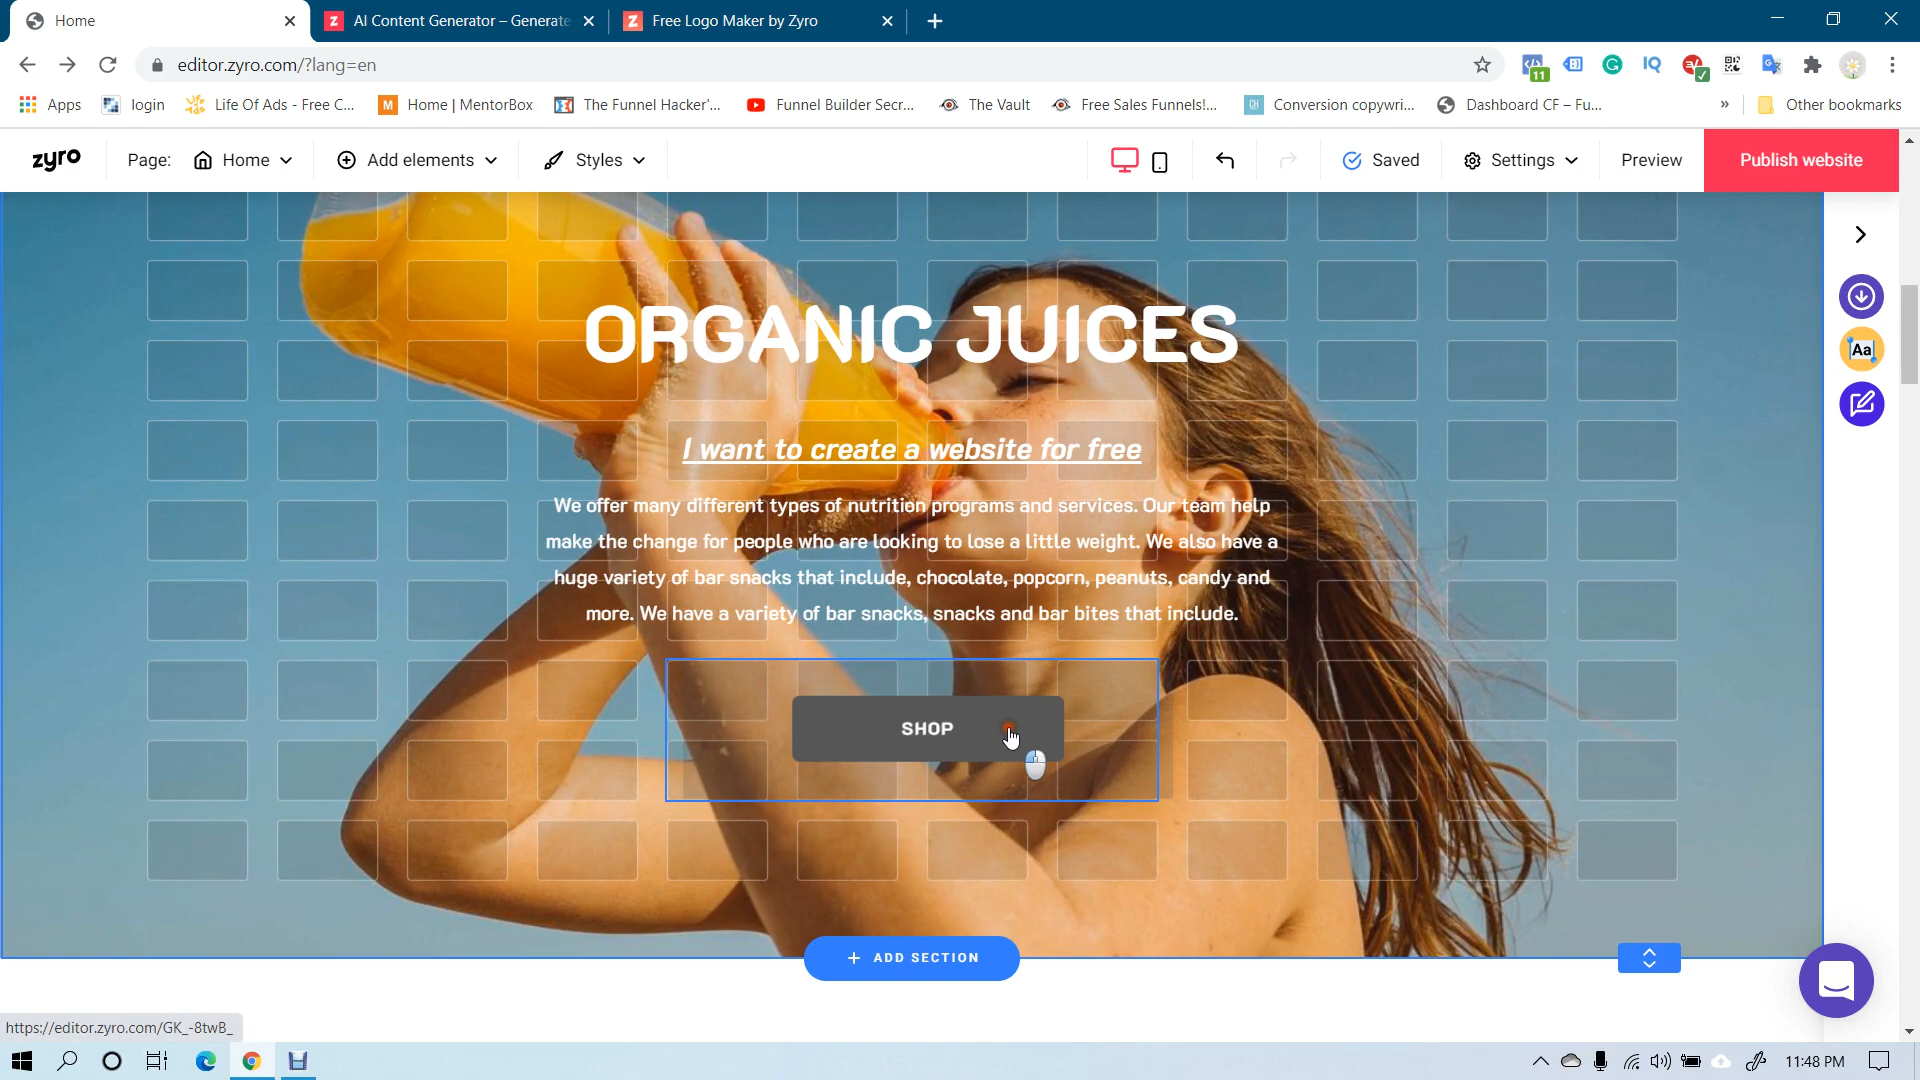 Home
AI Content Generator – Generate
Free Logo Maker by Zyro
editor.zyro.com/?lang=en
11
Apps
login
Life Of Ads - Free C...
Home | MentorBox
The Funnel Hacker'...
Funnel Builder Secr...
The Vault
Free Sales Funnels!...
Conversion copywri...
Dashboard CF – Fu...
»
Other bookmarks
zyro
Page:
Home
Add elements
Styles
Saved
Settings
Preview
Publish website
Aa
ORGANIC JUICES
I want to create a website for free
We offer many different types of nutrition programs and services. Our team help
make the change for people who are looking to lose a little weight. We also have a
huge variety of bar snacks that include, chocolate, popcorn, peanuts, candy and
more. We have a variety of bar snacks, snacks and bar bites that include.
SHOP
+ ADD SECTION
https://editor.zyro.com/GK_-8twB_
11:48 PM